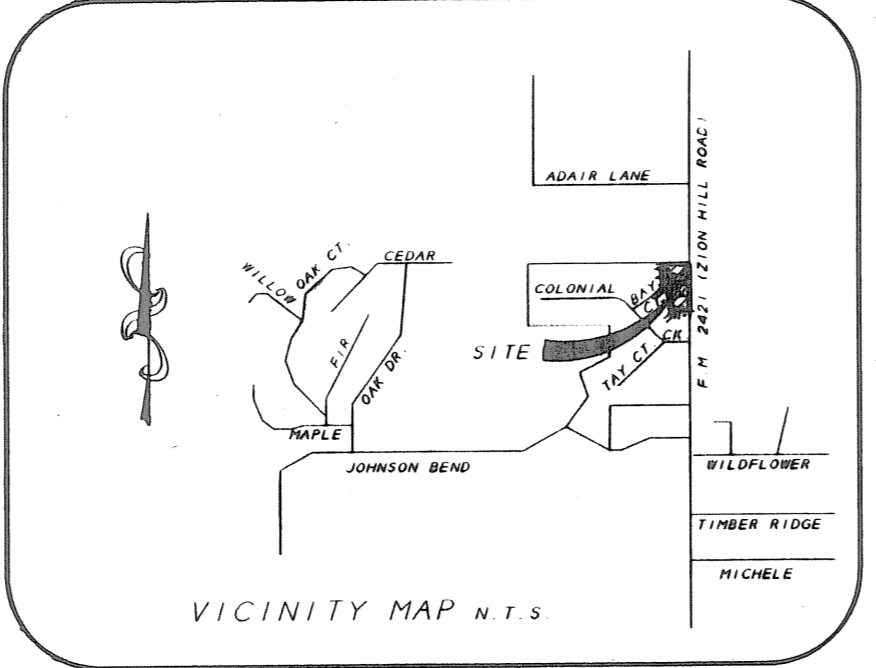 ADAIR LANE
F.M 2421 (ZION HILL ROAD)
WILLOW
OAK CT.
CEDAR
COLONIAL
BAY
CT.
SITE
FIR
OAK DR.
TAY CT.
CK
MAPLE
JOHNSON BEND
WILDFLOWER
TIMBER RIDGE
MICHELE
VICINITY MAP N.T.S.